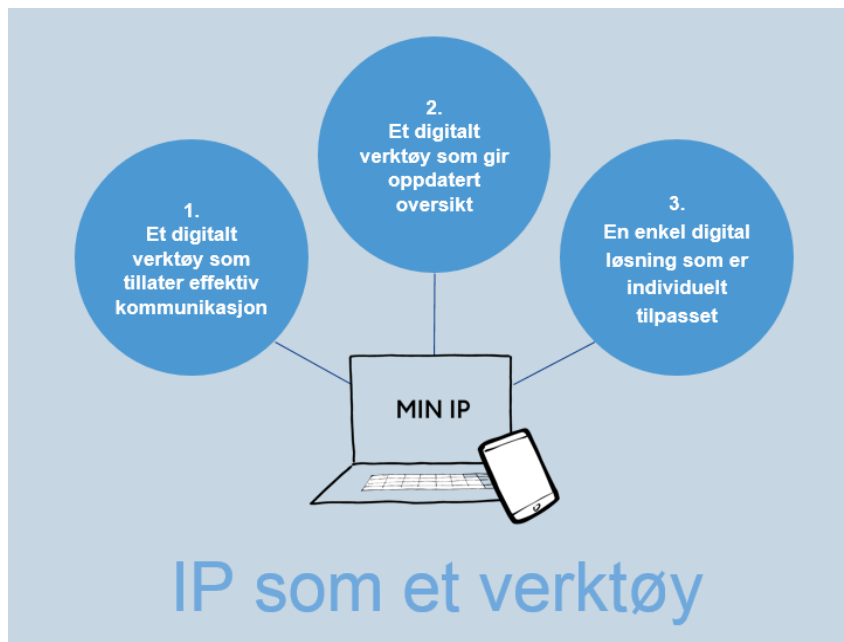 1.
Et digitalt
verktøy som
tillater effektiv
kommunikasjon
2.
Et digitalt
verktøy som gir
oppdatert
oversikt
3.
En enkel digital
løsning som er
individuelt
tilpasset
MIN IP
IP som et verktøy